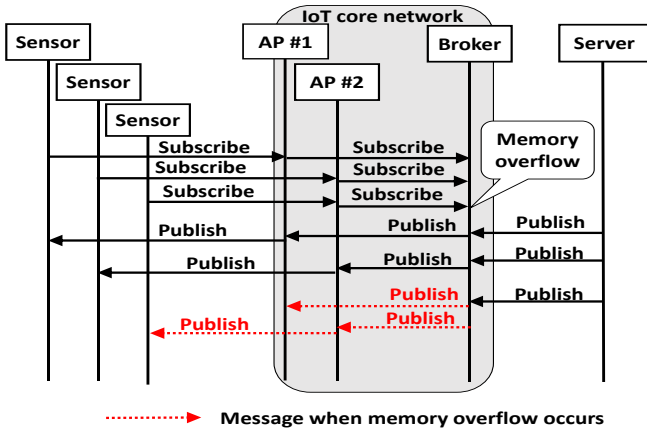 IoT core network
Sensor
AP #1
Broker
Server
Sensor
AP #2
Sensor
Memory
overflow
Subscribe
Subscribe
Subscribe
Subscribe
Subscribe
Subscribe
Publish
Publish
Publish
Publish
Publish
Publish
Publish
Publish
Publish
Message when memory overflow occurs